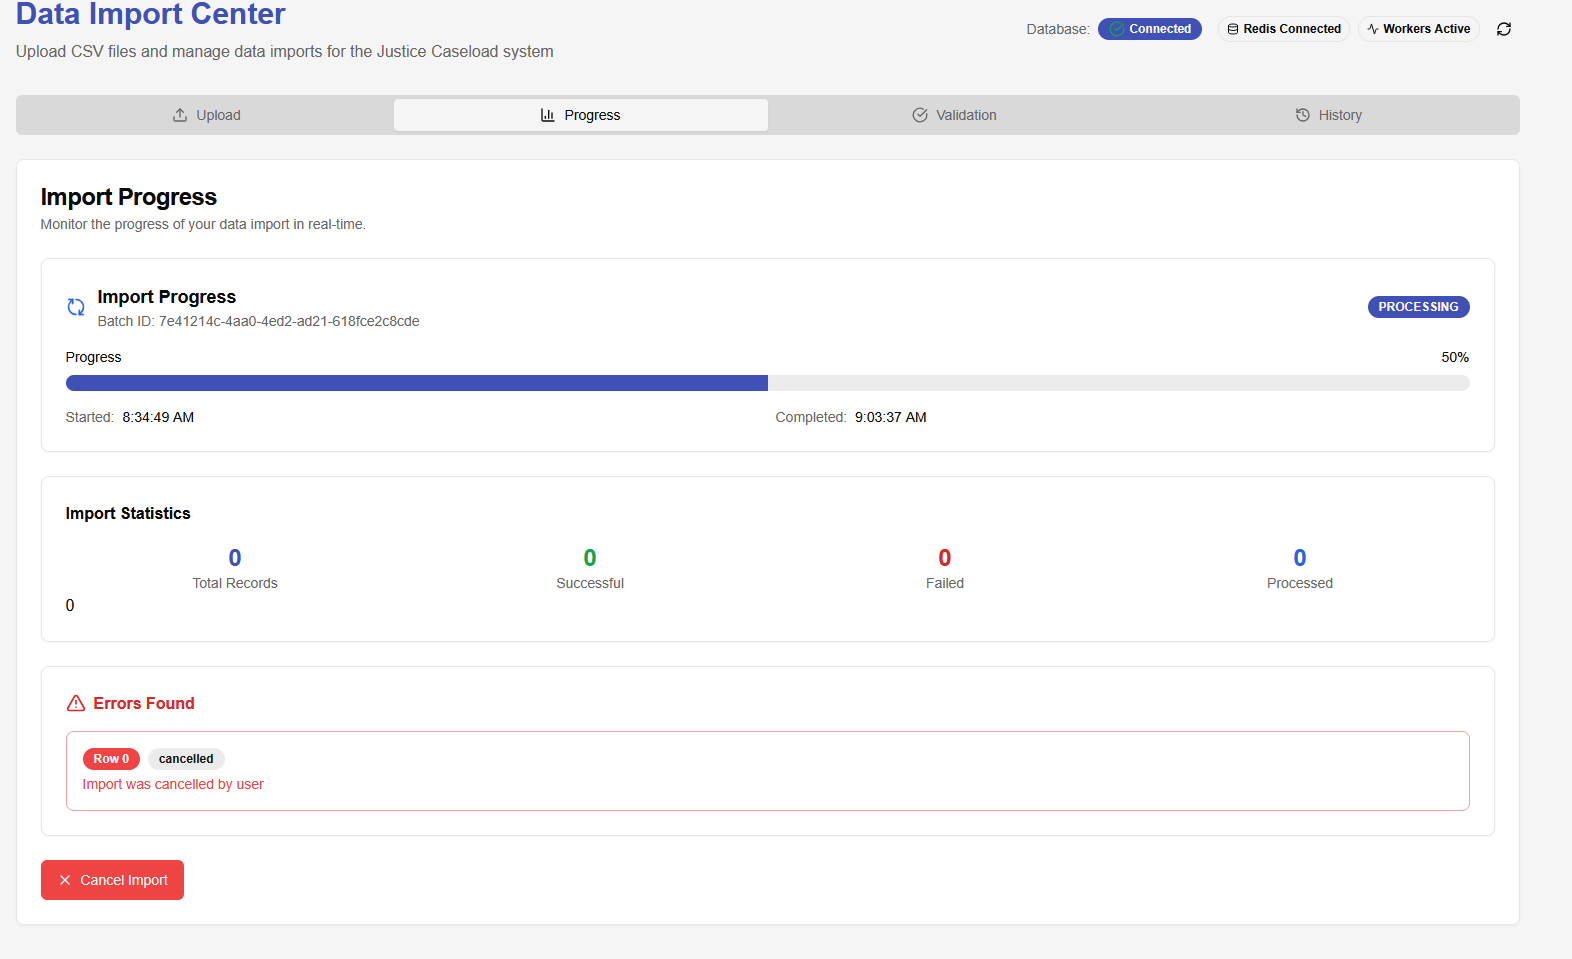 Data Import Center
Upload CSV files and manage data imports for the Justice Caseload system
Database: Connected Redis Connected Workers Active
Upload Progress Validation History
Import Progress
Monitor the progress of your data import in real-time.
Import Progress
Batch ID: 7e41214c-4aa0-4ed2-ad21-618fce2c8cde
PROCESSING
Progress 50%
Started: 8:34:49 AM Completed: 9:03:37 AM
Import Statistics
0 0 0 0
Total Records Successful Failed Processed
0
Errors Found
Row 0 cancelled
Import was cancelled by user
Cancel Import